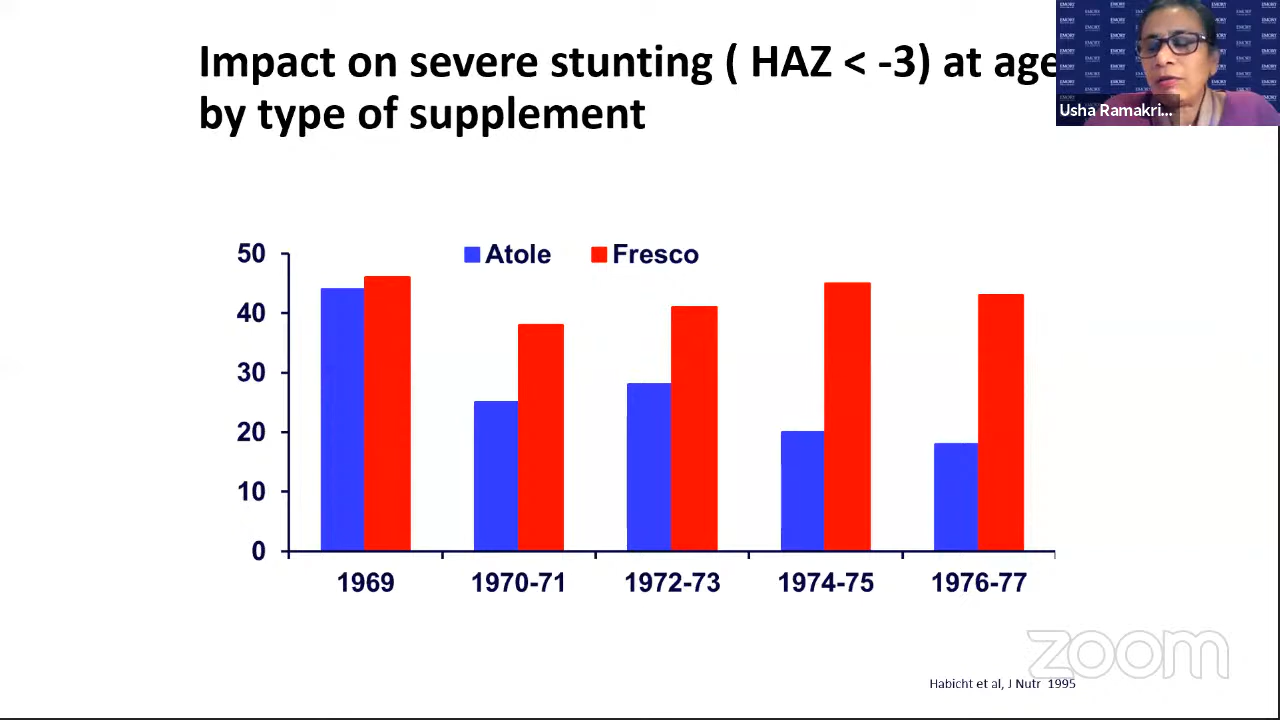 Impact on severe stunting ( HAZ < -3) at age
by type of supplement
Usha Ramakri...
Atole
Fresco
50
40
30
20
10
0
1969
1970-71
1972-73
1974-75
1976-77
zoom
Habicht et al, J Nutr 1995